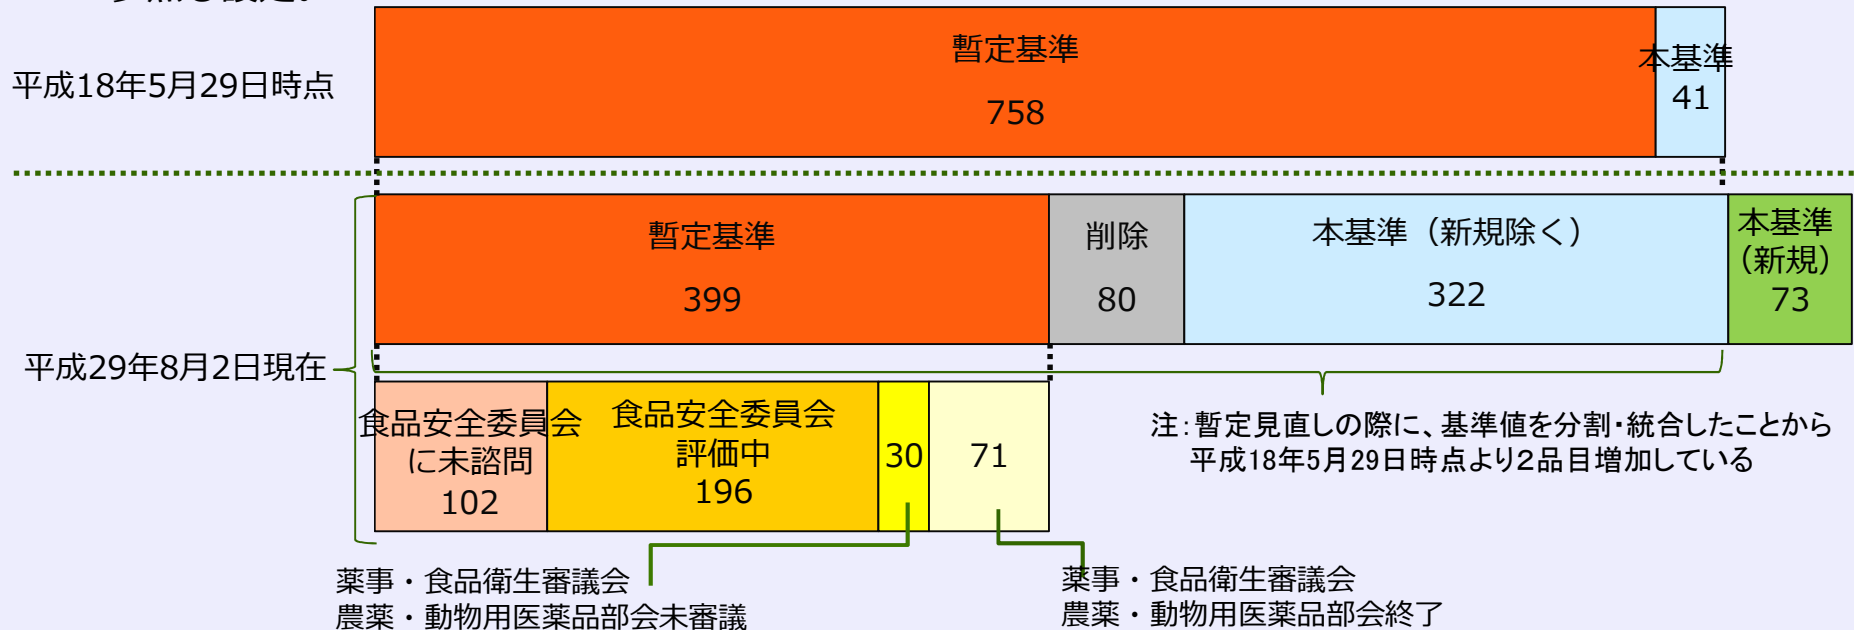 平成18年5月29日時点
暫定基準
758
本基準
41
平成29年8月2日現在
暫定基準
399
削除
80
本基準（新規除く）
322
本基準
（新規）
73
食品安全委員会
に未諮問
102
食品安全委員会
評価中
196
30
71
注：暫定見直しの際に、基準値を分割・統合したことから
平成18年5月29日時点より２品目増加している
薬事・食品衛生審議会
農薬・動物用医薬品部会未審議
薬事・食品衛生審議会
農薬・動物用医薬品部会終了